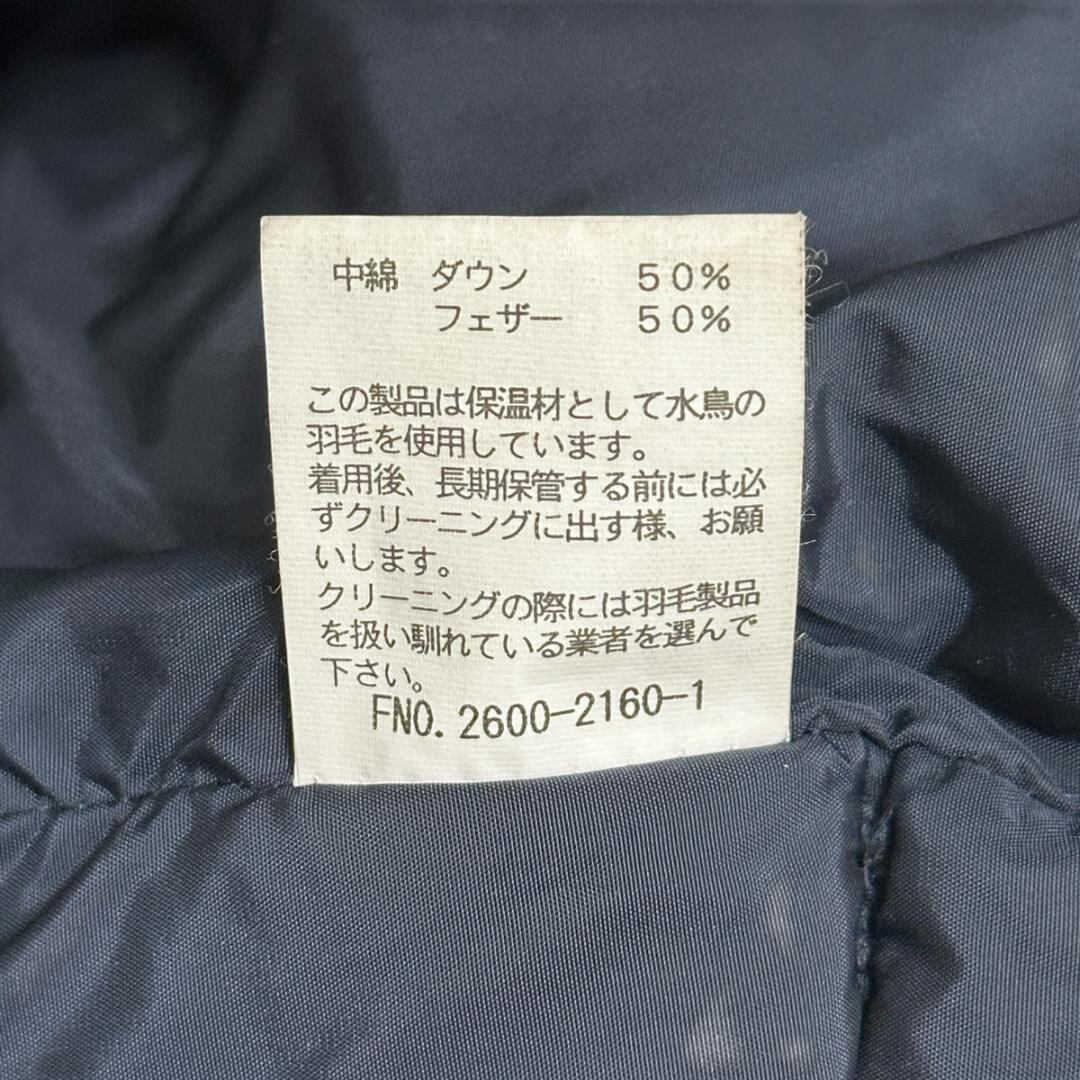 中綿 ダウン 50%
フェザー 50%
この製品は保温材として水鳥の
羽毛を使用しています。
着用後、長期保管する前には必
ずクリーニングに出す様、お願
いします。
クリーニングの際には羽毛製品
を扱い馴れている業者を選んで
下さい。
FNO.2600-2160-1